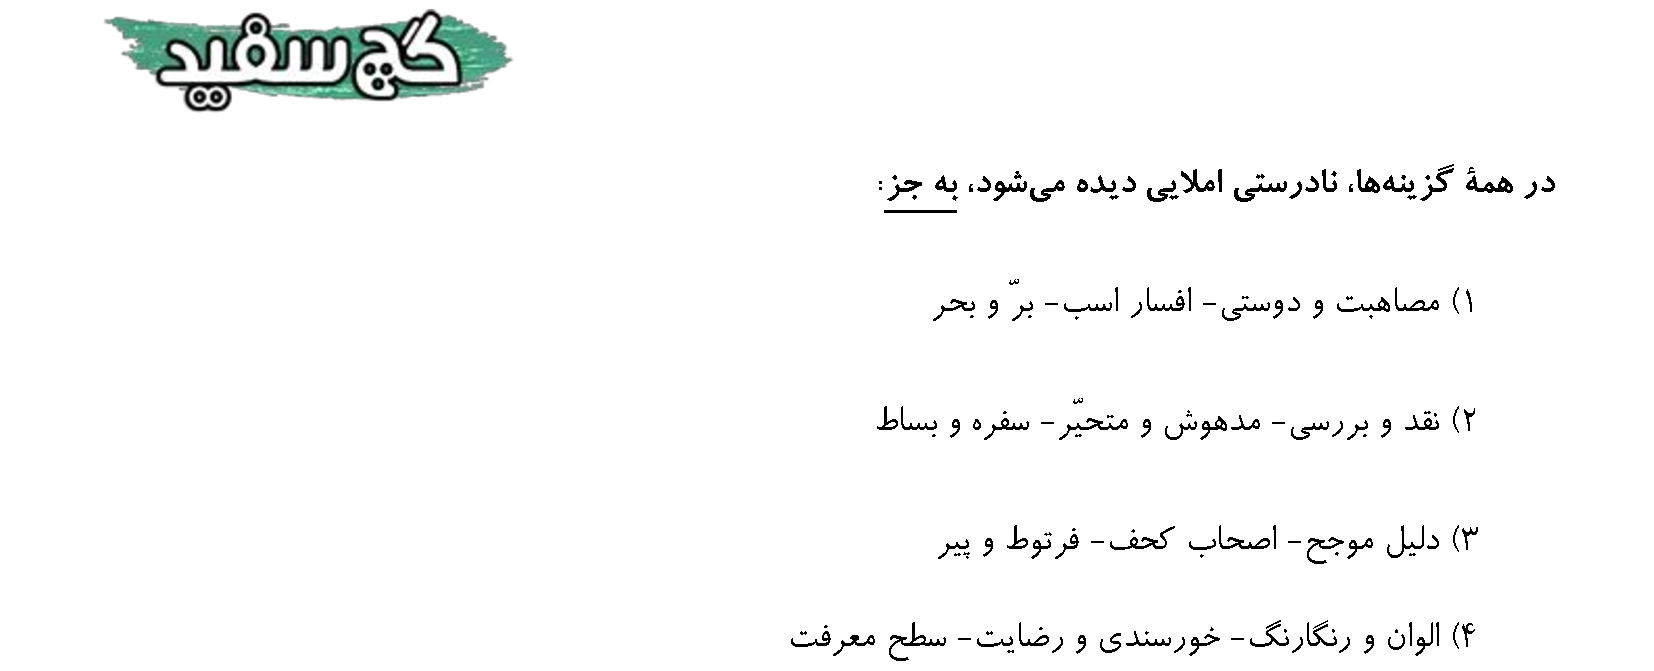 گچ سفید
در همهٔ گزینه‌ها، نادرستی املایی دیده می‌شود، به جز :
۱) مصاهبت و دوستی- افسار اسب- برّ و بحر
۲) نقد و بررسی- مدهوش و متحیّر- سفره و بساط
۳) دلیل موجح- اصحاب کحف- فرتوط و پیر
۴) الوان و رنگارنگ- خورسندی و رضایت- سطح معرفت